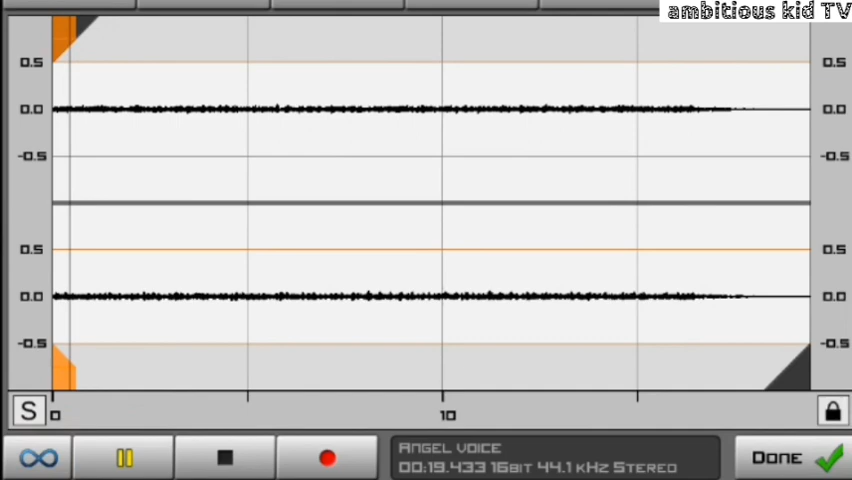 ambitious kid TV
0.5 0.5
0.0 0.0
-0.5 -0.5
0.5 0.5
0.0 0.0
-0.5 -0.5
S 0 10
ANGEL VOICE
00:19.433 16BIT 44.1 KHZ STEREO
DONE